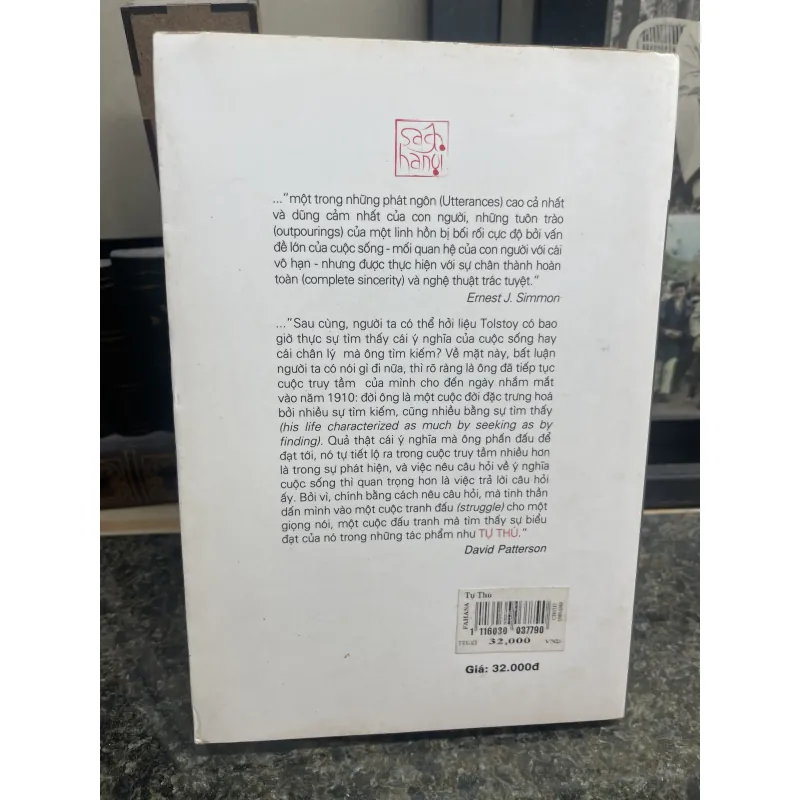 sách
hà nội
..."một trong những phát ngôn (Utterances) cao cả nhất
và dũng cảm nhất của con người, những tuôn trào
(outpourings) của một linh hồn bị bối rối cực độ bởi vấn
đề lớn của cuộc sống - mối quan hệ của con người với cái
vô hạn - nhưng được thực hiện với sự chân thành hoàn
toàn (complete sincerity) và nghệ thuật trác tuyệt."
Ernest J. Simmon
..."Sau cùng, người ta có thể hỏi liệu Tolstoy có bao
giờ thực sự tìm thấy cái ý nghĩa của cuộc sống hay
cái chân lý mà ông tìm kiếm? Về mặt này, bất luận
người ta có nói gì đi nữa, thì rõ ràng là ông đã tiếp tục
cuộc truy tầm của mình cho đến ngày nhắm mắt
vào năm 1910: đời ông là một cuộc đời đặc trưng hoá
bởi nhiều sự tìm kiếm, cũng nhiều bằng sự tìm thấy
(his life characterized as much by seeking as by
finding). Quả thật cái ý nghĩa mà ông phấn đấu để
đạt tới, nó tự tiết lộ ra trong cuộc truy tầm nhiều hơn
là trong sự phát hiện, và việc nêu câu hỏi về ý nghĩa
cuộc sống thì quan trọng hơn là việc trả lời câu hỏi
ấy. Bởi vì, chính bằng cách nêu câu hỏi, mà tinh thần
dấn mình vào một cuộc tranh đấu (struggle) cho một
giọng nói, một cuộc đấu tranh mà tìm thấy sự biểu
đạt của nó trong những tác phẩm như TỰ THÚ."
David Patterson
Tự Thú
FAHASA
1 116030 037790
32,000 VND
Giá: 32.000đ